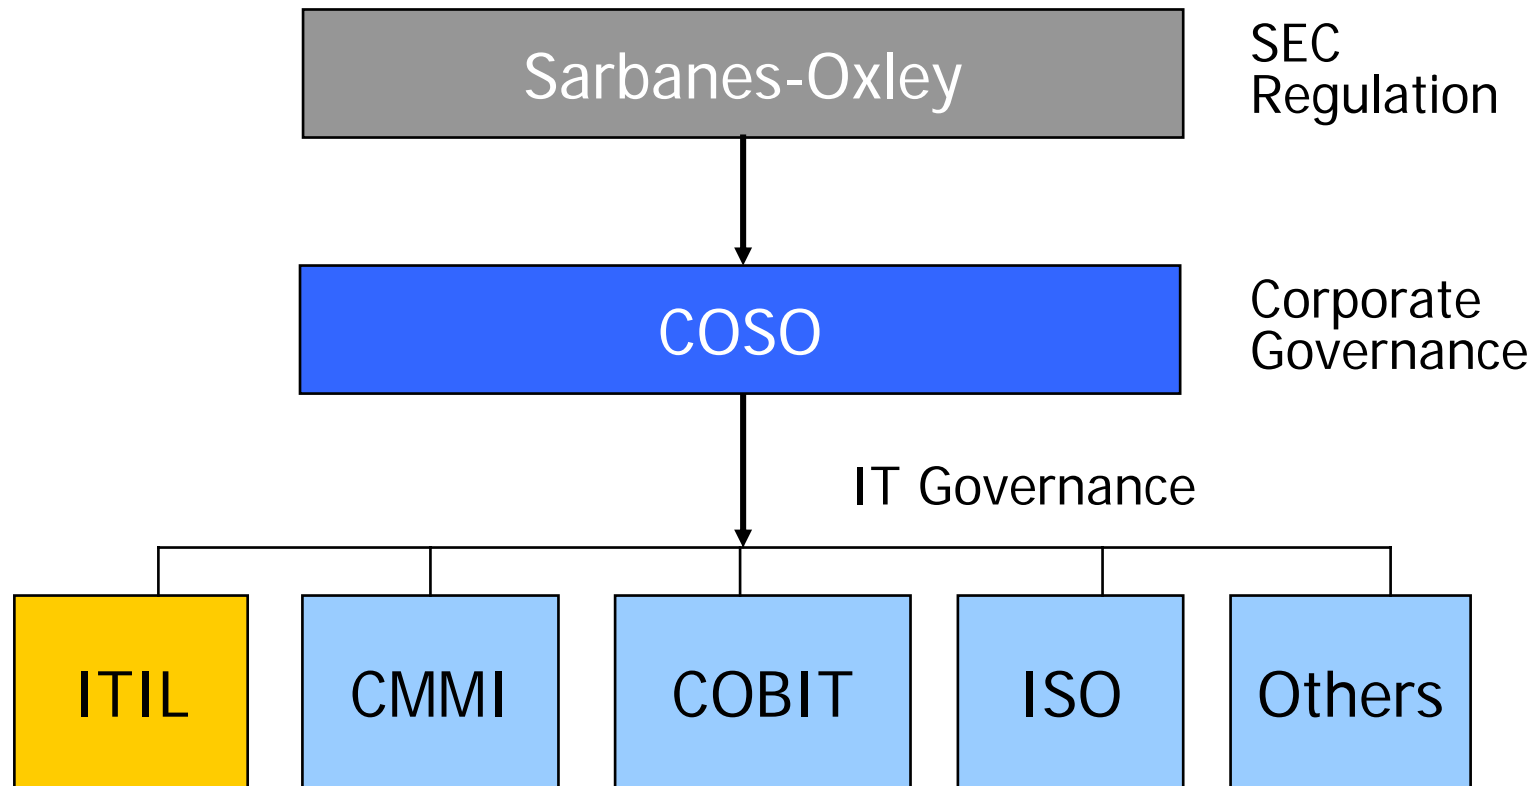 Sarbanes-Oxley
SEC
Regulation
COSO
Corporate
Governance
IT Governance
ITIL
CMMI
COBIT
ISO
Others